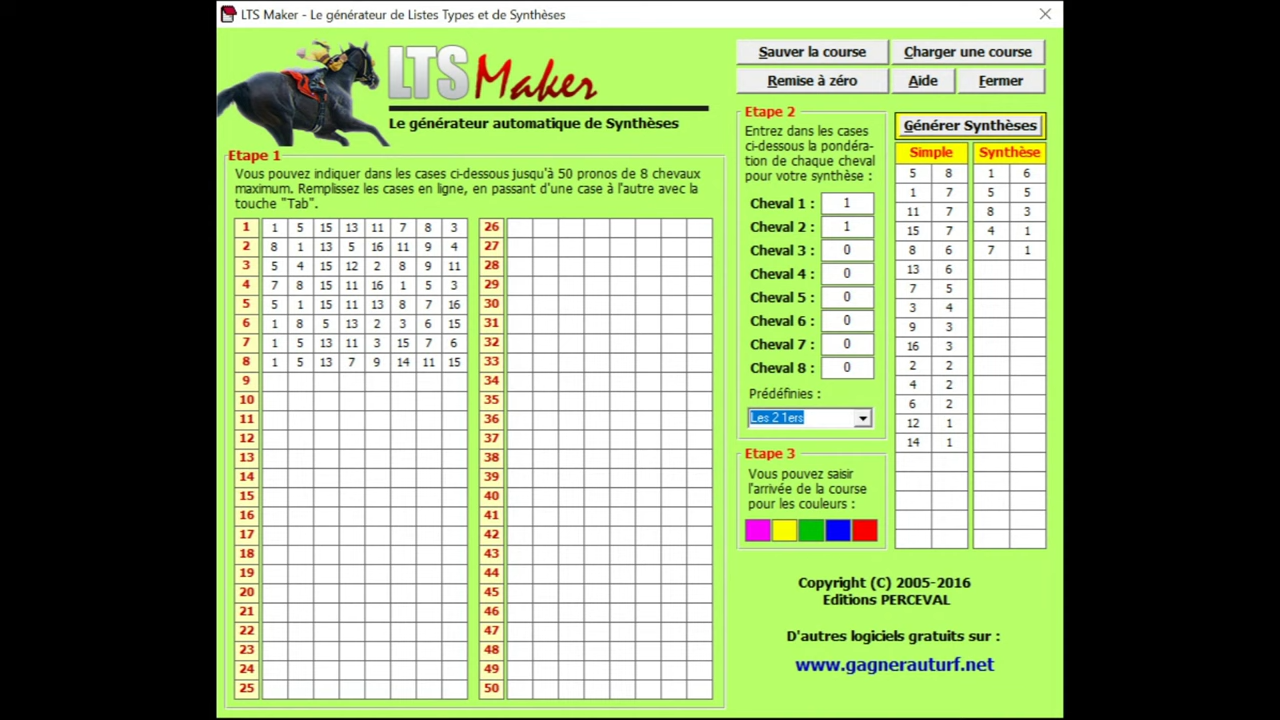 LTS Maker - Le générateur de Listes Types et de Synthèses
LTS Maker
Le générateur automatique de Synthèses
Sauver la course
Charger une course
Remise à zéro
Aide
Fermer
Etape 1
Vous pouvez indiquer dans les cases ci-dessous jusqu'à 50 pronos de 8 chevaux
maximum. Remplissez les cases en ligne, en passant d'une case à l'autre avec la
touche "Tab".
1 1 5 15 13 11 7 8 3
2 8 1 13 5 16 11 9 4
3 5 4 15 12 2 8 9 11
4 7 8 15 11 16 1 5 3
5 5 1 15 11 13 8 7 16
6 1 8 5 13 2 3 6 15
7 1 5 13 11 3 15 7 6
8 1 5 13 7 9 14 11 15
9
10
11
12
13
14
15
16
17
18
19
20
21
22
23
24
25
26
27
28
29
30
31
32
33
34
35
36
37
38
39
40
41
42
43
44
45
46
47
48
49
50
Etape 2
Entrez dans les cases
ci-dessous la pondéra-
tion de chaque cheval
pour votre synthèse :
Cheval 1 : 1
Cheval 2 : 1
Cheval 3 : 0
Cheval 4 : 0
Cheval 5 : 0
Cheval 6 : 0
Cheval 7 : 0
Cheval 8 : 0
Prédéfinies :
Les 2 1ers
Etape 3
Vous pouvez saisir
l'arrivée de la course
pour les couleurs :
Générer Synthèses
Simple
5 8
1 7
11 7
15 7
8 6
13 6
7 5
3 4
9 3
16 3
2 2
4 2
6 2
12 1
14 1
Synthèse
1 6
5 5
8 3
4 1
7 1
Copyright (C) 2005-2016
Editions PERCEVAL
D'autres logiciels gratuits sur :
www.gagnerauturf.net